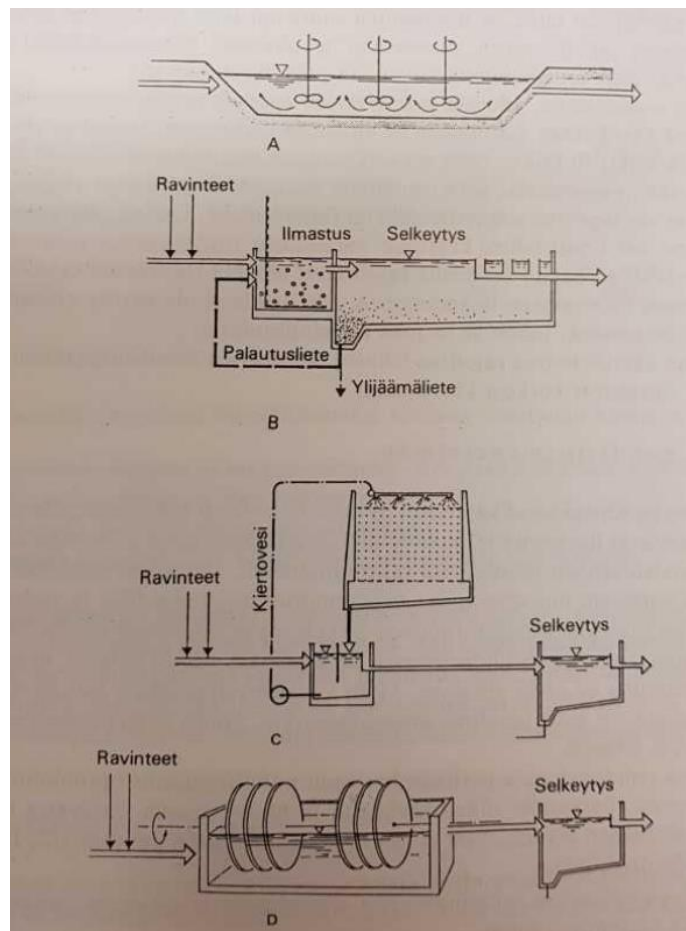 A
Ravinteet
Ilmastus
Selkeytys
Palautusliete
Ylijäämäliete
B
Kiertovesi
Ravinteet
Selkeytys
C
Ravinteet
Selkeytys
D